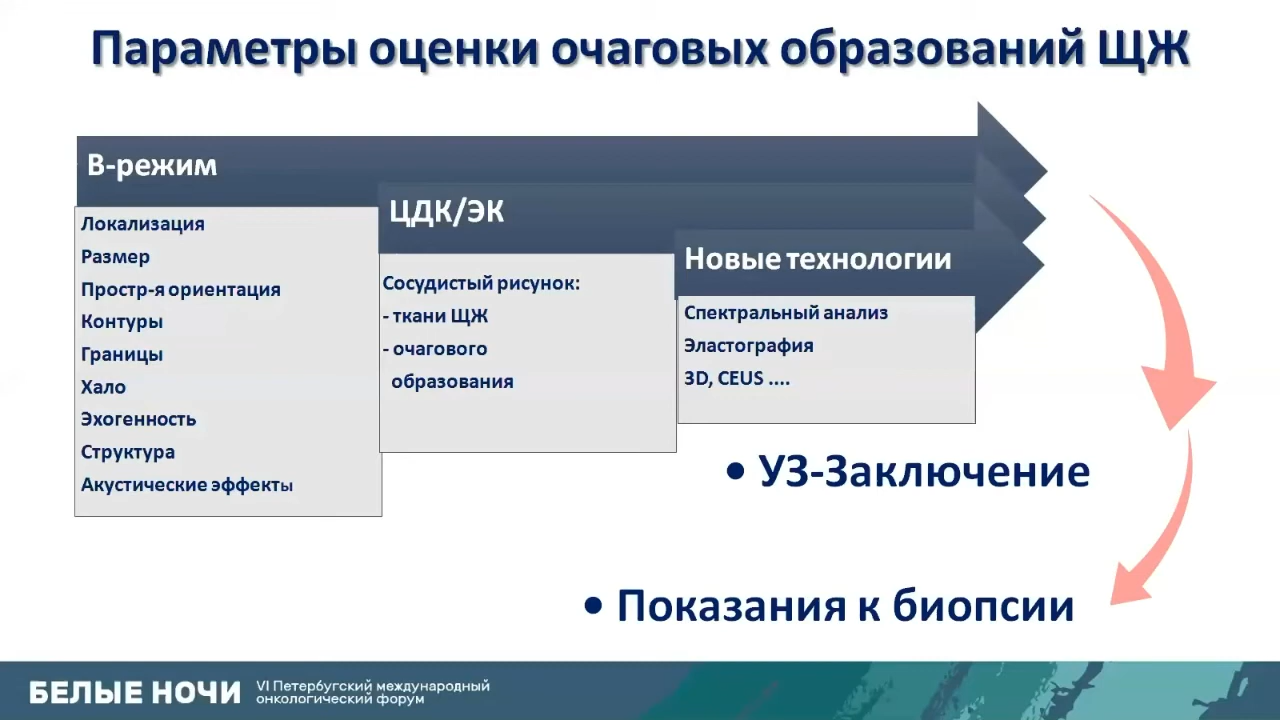 Параметры оценки очаговых образований ЩЖ
В-режим
Локализация
Размер
Простр-я ориентация
Контуры
Границы
Хало
Эхогенность
Структура
Акустические эффекты
ЦДК/ЭК
Сосудистый рисунок:
- ткани ЩЖ
- очагового
образования
Новые технологии
Спектральный анализ
Эластография
3D, CEUS ....
• УЗ-Заключение
• Показания к биопсии
БЕЛЫЕ НОЧИ
VI Петербугский международный
онкологический форум